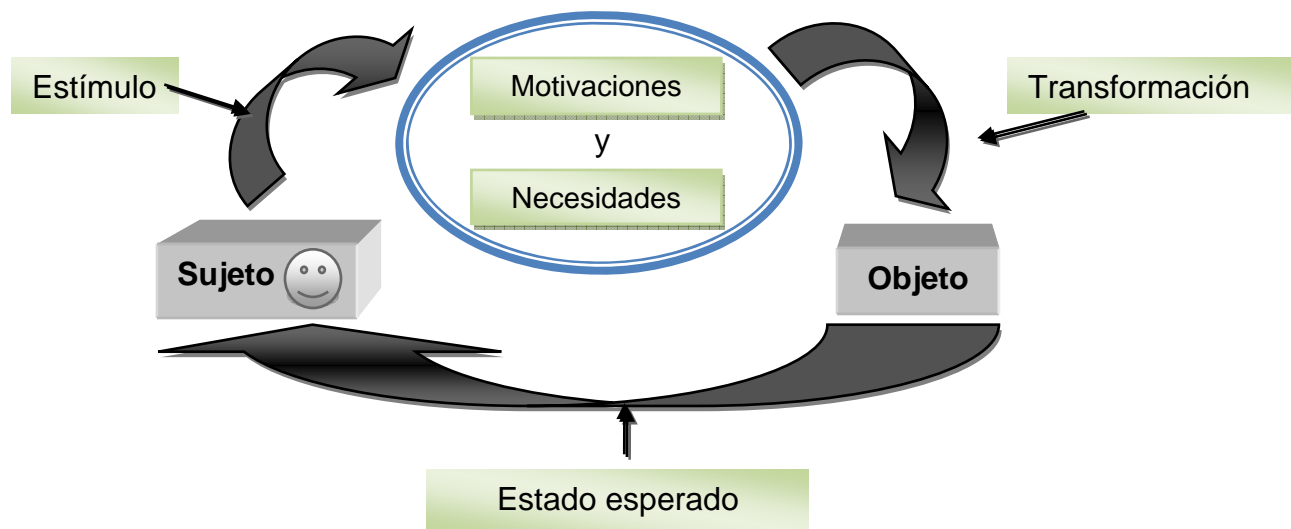 Estímulo
Motivaciones
y
Necesidades
Transformación
Sujeto
Objeto
Estado esperado